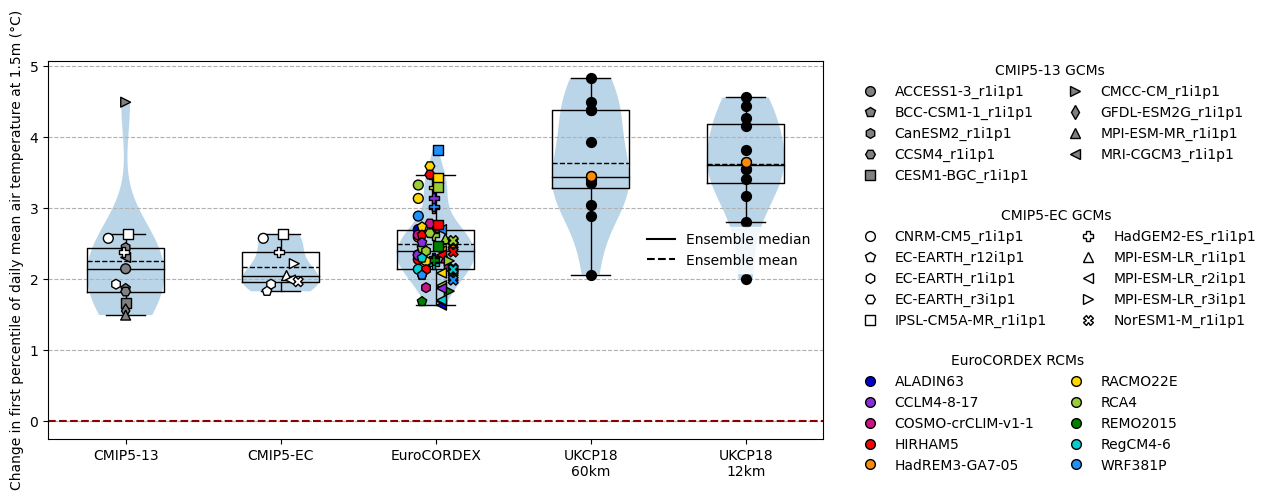 Change in first percentile of daily mean air temperature at 1.5m (°C)
5
4
3
2
1
0
CMIP5-13
CMIP5-EC
EuroCORDEX
UKCP18
60km
UKCP18
12km
Ensemble median
Ensemble mean
CMIP5-13 GCMs
ACCESS1-3_r1i1p1
BCC-CSM1-1_r1i1p1
CanESM2_r1i1p1
CCSM4_r1i1p1
CESM1-BGC_r1i1p1
CMCC-CM_r1i1p1
GFDL-ESM2G_r1i1p1
MPI-ESM-MR_r1i1p1
MRI-CGCM3_r1i1p1
CMIP5-EC GCMs
CNRM-CM5_r1i1p1
EC-EARTH_r12i1p1
EC-EARTH_r1i1p1
EC-EARTH_r3i1p1
IPSL-CM5A-MR_r1i1p1
HadGEM2-ES_r1i1p1
MPI-ESM-LR_r1i1p1
MPI-ESM-LR_r2i1p1
MPI-ESM-LR_r3i1p1
NorESM1-M_r1i1p1
EuroCORDEX RCMs
ALADIN63
CCLM4-8-17
COSMO-crCLIM-v1-1
HIRHAM5
HadREM3-GA7-05
RACMO22E
RCA4
REMO2015
RegCM4-6
WRF381P